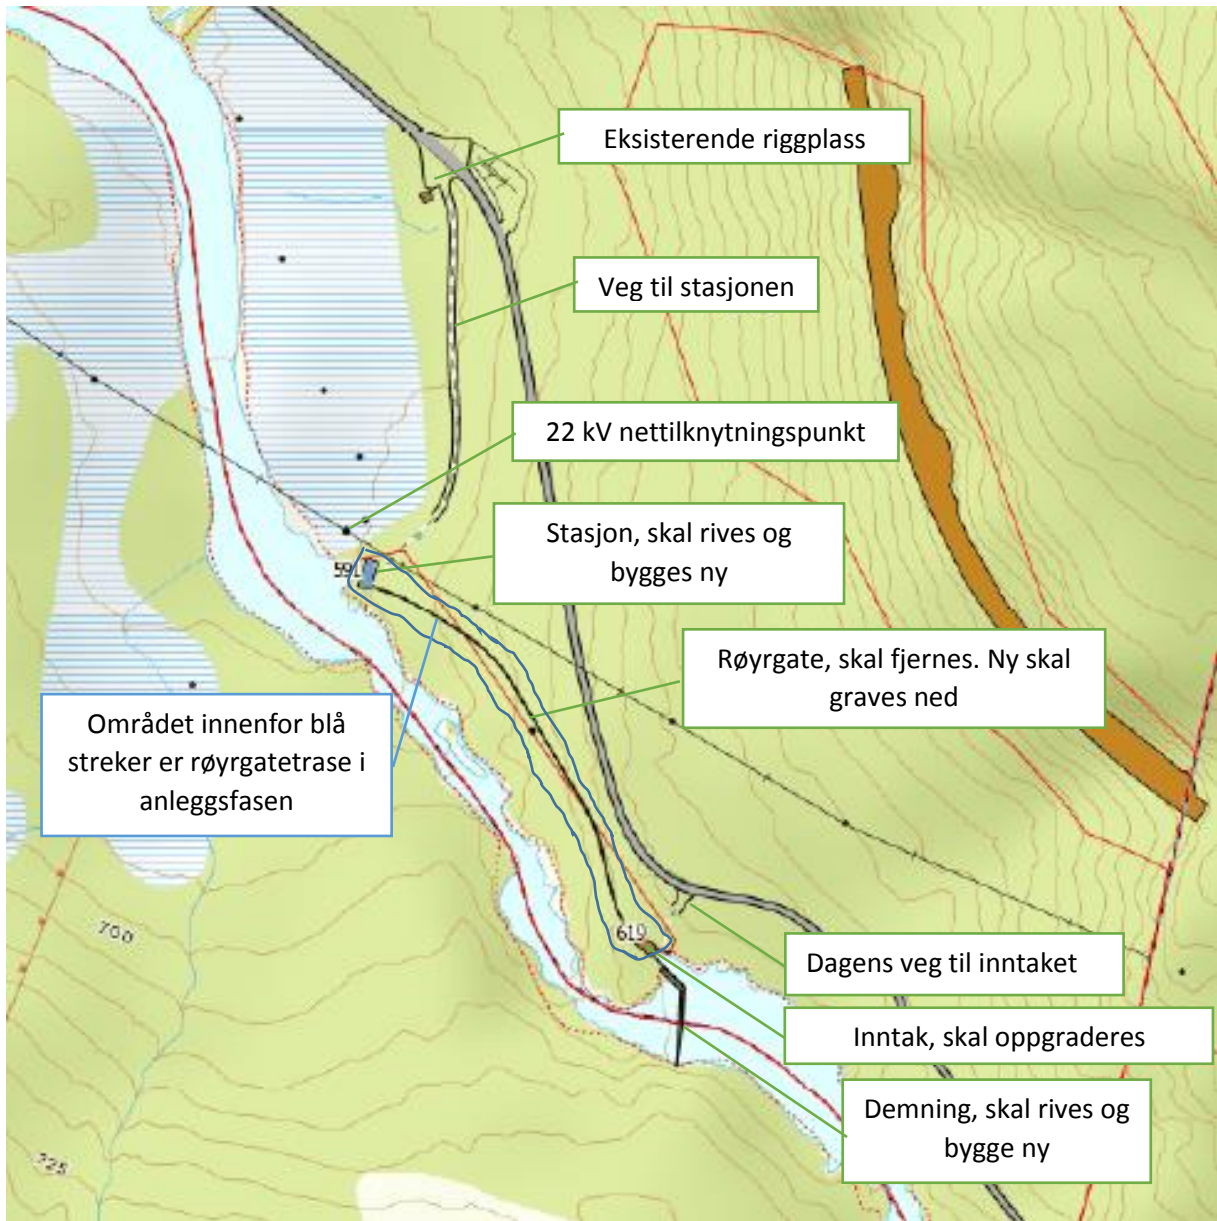 Eksisterende riggplass
Veg til stasjonen
22 kV nettilknytningspunkt
Stasjon, skal rives og
bygges ny
591
Røyrgate, skal fjernes. Ny skal
graves ned
Området innenfor blå
streker er røyrgatetrase i
anleggsfasen
700
619
Dagens veg til inntaket
Inntak, skal oppgraderes
Demning, skal rives og
bygge ny
725